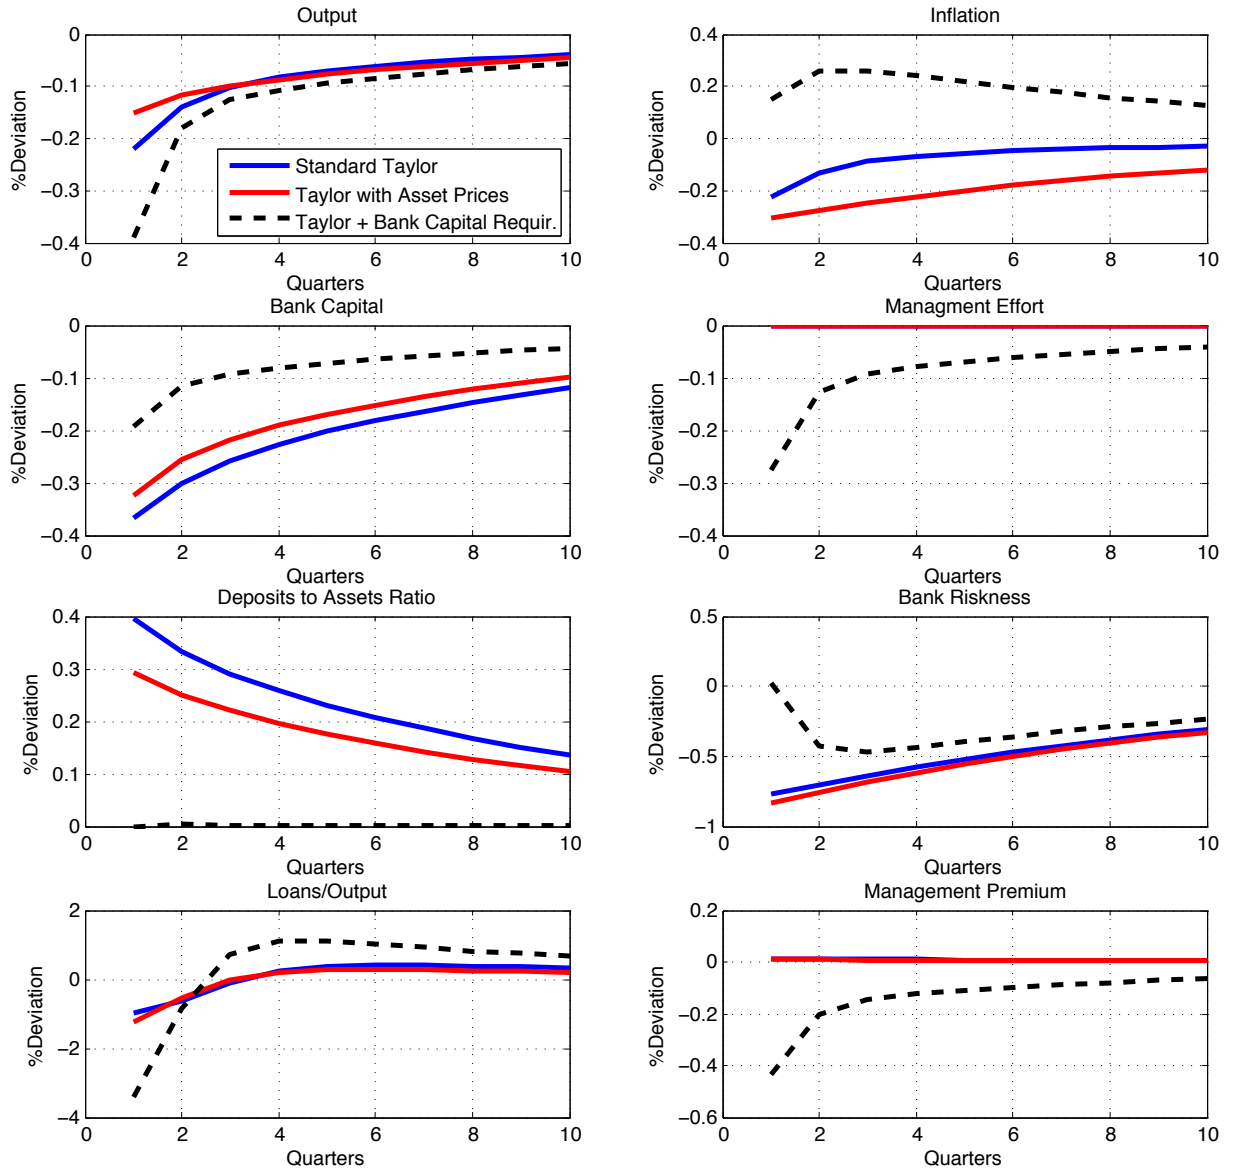 Output
0
−0.1
−0.2
−0.3
−0.4
%Deviation
Standard Taylor
Taylor with Asset Prices
Taylor + Bank Capital Requir.
0 2 4 6 8 10
Quarters
Inflation
0.4
0.2
0
−0.2
−0.4
%Deviation
0 2 4 6 8 10
Quarters
Bank Capital
0
−0.1
−0.2
−0.3
−0.4
%Deviation
0 2 4 6 8 10
Quarters
Managment Effort
0
−0.1
−0.2
−0.3
−0.4
%Deviation
0 2 4 6 8 10
Quarters
Deposits to Assets Ratio
0.4
0.3
0.2
0.1
0
%Deviation
0 2 4 6 8 10
Quarters
Bank Riskness
0.5
0
−0.5
−1
%Deviation
0 2 4 6 8 10
Quarters
Loans/Output
2
0
−2
−4
%Deviation
0 2 4 6 8 10
Quarters
Management Premium
0.2
0
−0.2
−0.4
−0.6
%Deviation
0 2 4 6 8 10
Quarters